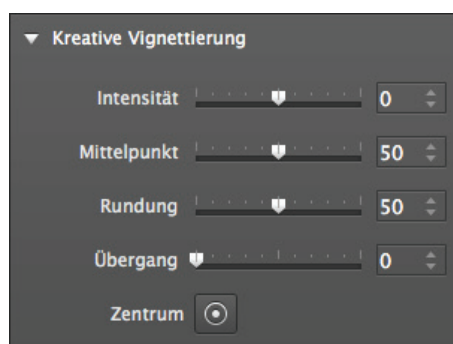 Kreative Vignettierung
Intensität 0
Mittelpunkt 50
Rundung 50
Übergang 0
Zentrum